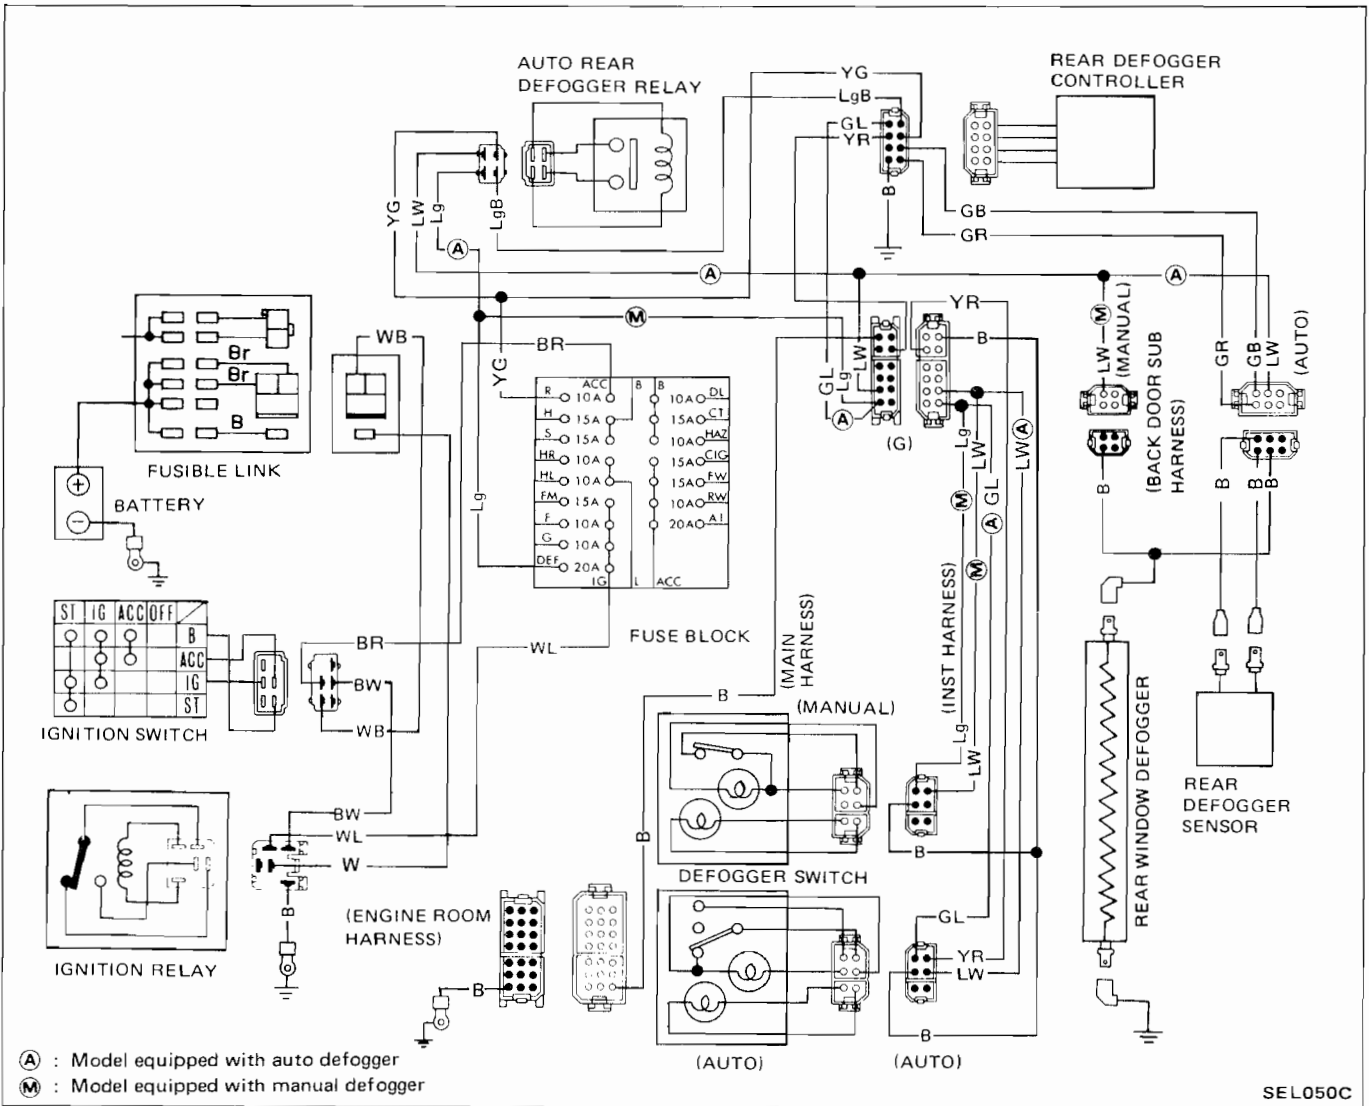 AUTO REAR
DEFOGGER RELAY
YG
LgB
GL
YR
REAR DEFOGGER
CONTROLLER
B
YG
LW
Lg
LgB
GB
GR
A
A
A
M
M
(MANUAL)
LW
GR
GB
LW
(AUTO)
WB
BR
YG
GL
Lg
LW
YR
B
A
(G)
Br
Br
B
FUSIBLE LINK
BATTERY
+
−
R
ACC
10A
H
15A
S
15A
HR
10A
HL
10A
FM
15A
F
10A
G
10A
DEF
20A
IG
L
ACC
B
B
10A
DL
15A
CT
10A
HAZ
15A
CIG
15A
FW
10A
RW
20A
A1
FUSE BLOCK
Lg
Lg
LW
GL
LW
A
M
A
M
B
(BACK DOOR SUB
HARNESS)
B
B
B
ST
IG
ACC
OFF
B
ACC
IG
ST
IGNITION SWITCH
BR
BW
WB
WL
B
(MAIN
HARNESS)
(INST HARNESS)
(MANUAL)
Lg
LW
B
DEFOGGER SWITCH
REAR WINDOW DEFOGGER
REAR
DEFOGGER
SENSOR
BW
WL
W
B
IGNITION RELAY
(ENGINE ROOM
HARNESS)
B
B
GL
YR
LW
B
(AUTO)
(AUTO)
A : Model equipped with auto defogger
M : Model equipped with manual defogger
SEL050C